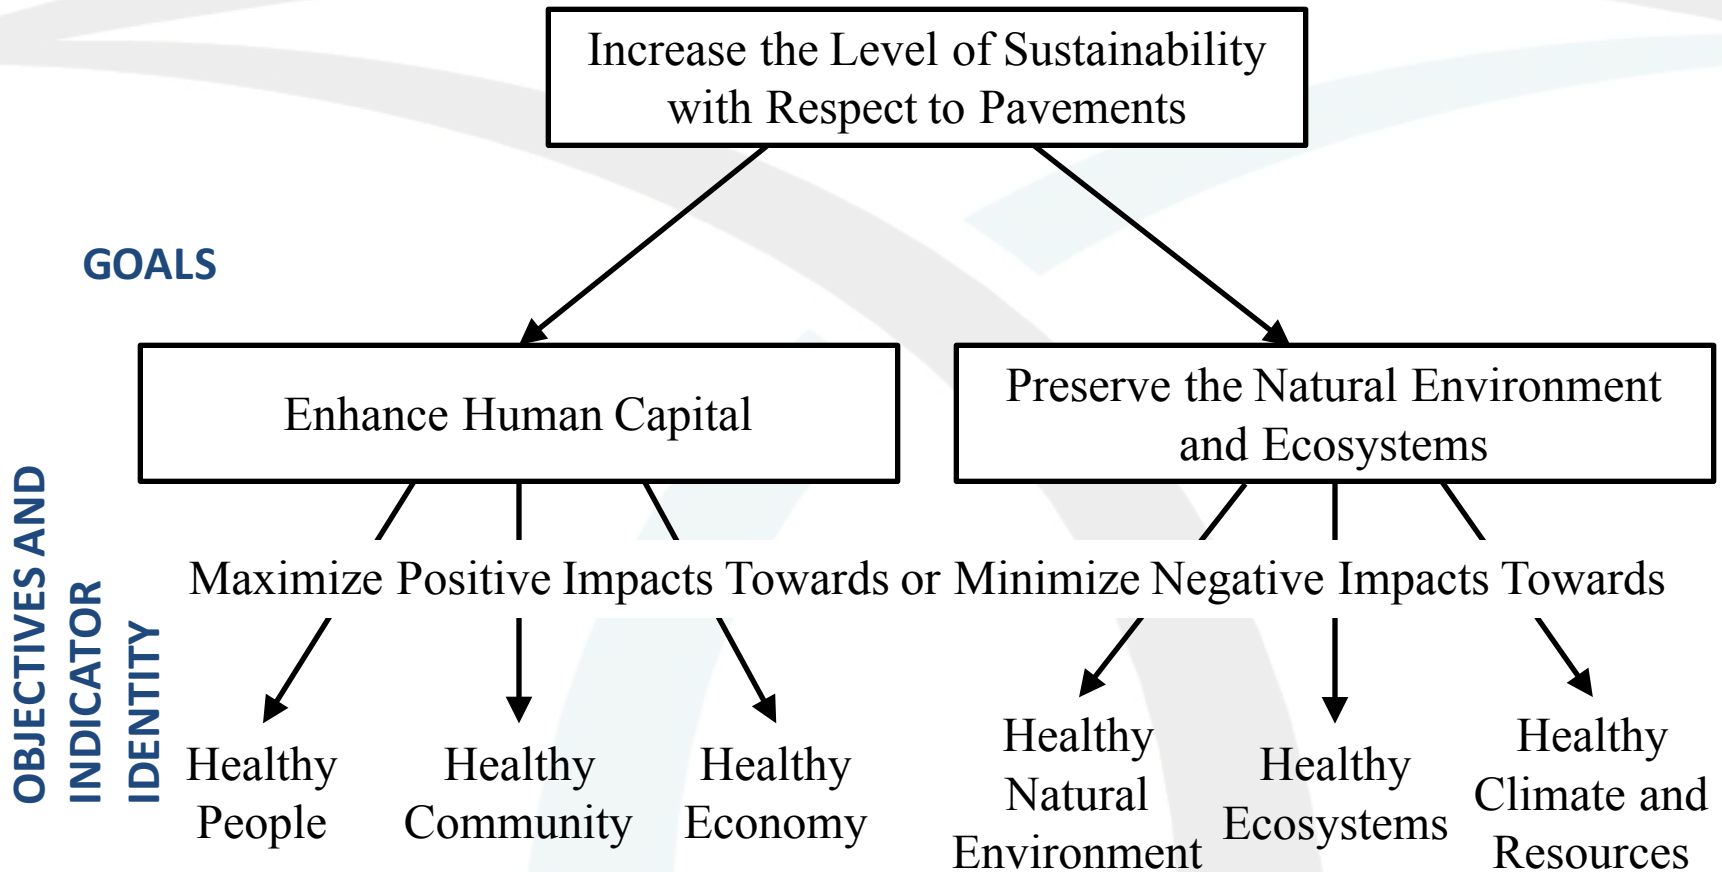 Increase the Level of Sustainability
with Respect to Pavements
GOALS
Enhance Human Capital
Preserve the Natural Environment
and Ecosystems
OBJECTIVES AND
INDICATOR
IDENTITY
Maximize Positive Impacts Towards or Minimize Negative Impacts Towards
Healthy
People
Healthy
Community
Healthy
Economy
Healthy
Natural
Environment
Healthy
Ecosystems
Healthy
Climate and
Resources